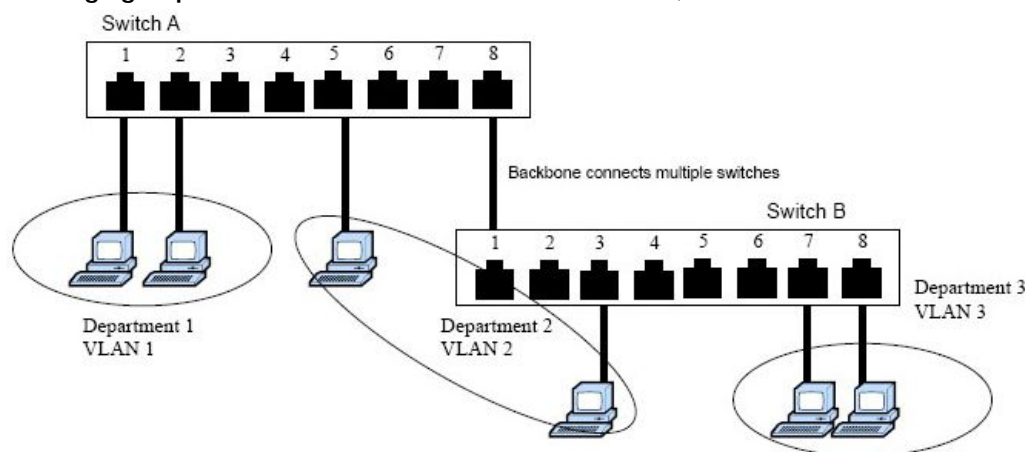 Switch A
1 2 3 4 5 6 7 8
Backbone connects multiple switches
Switch B
1 2 3 4 5 6 7 8
Department 1
VLAN 1
Department 2
VLAN 2
Department 3
VLAN 3